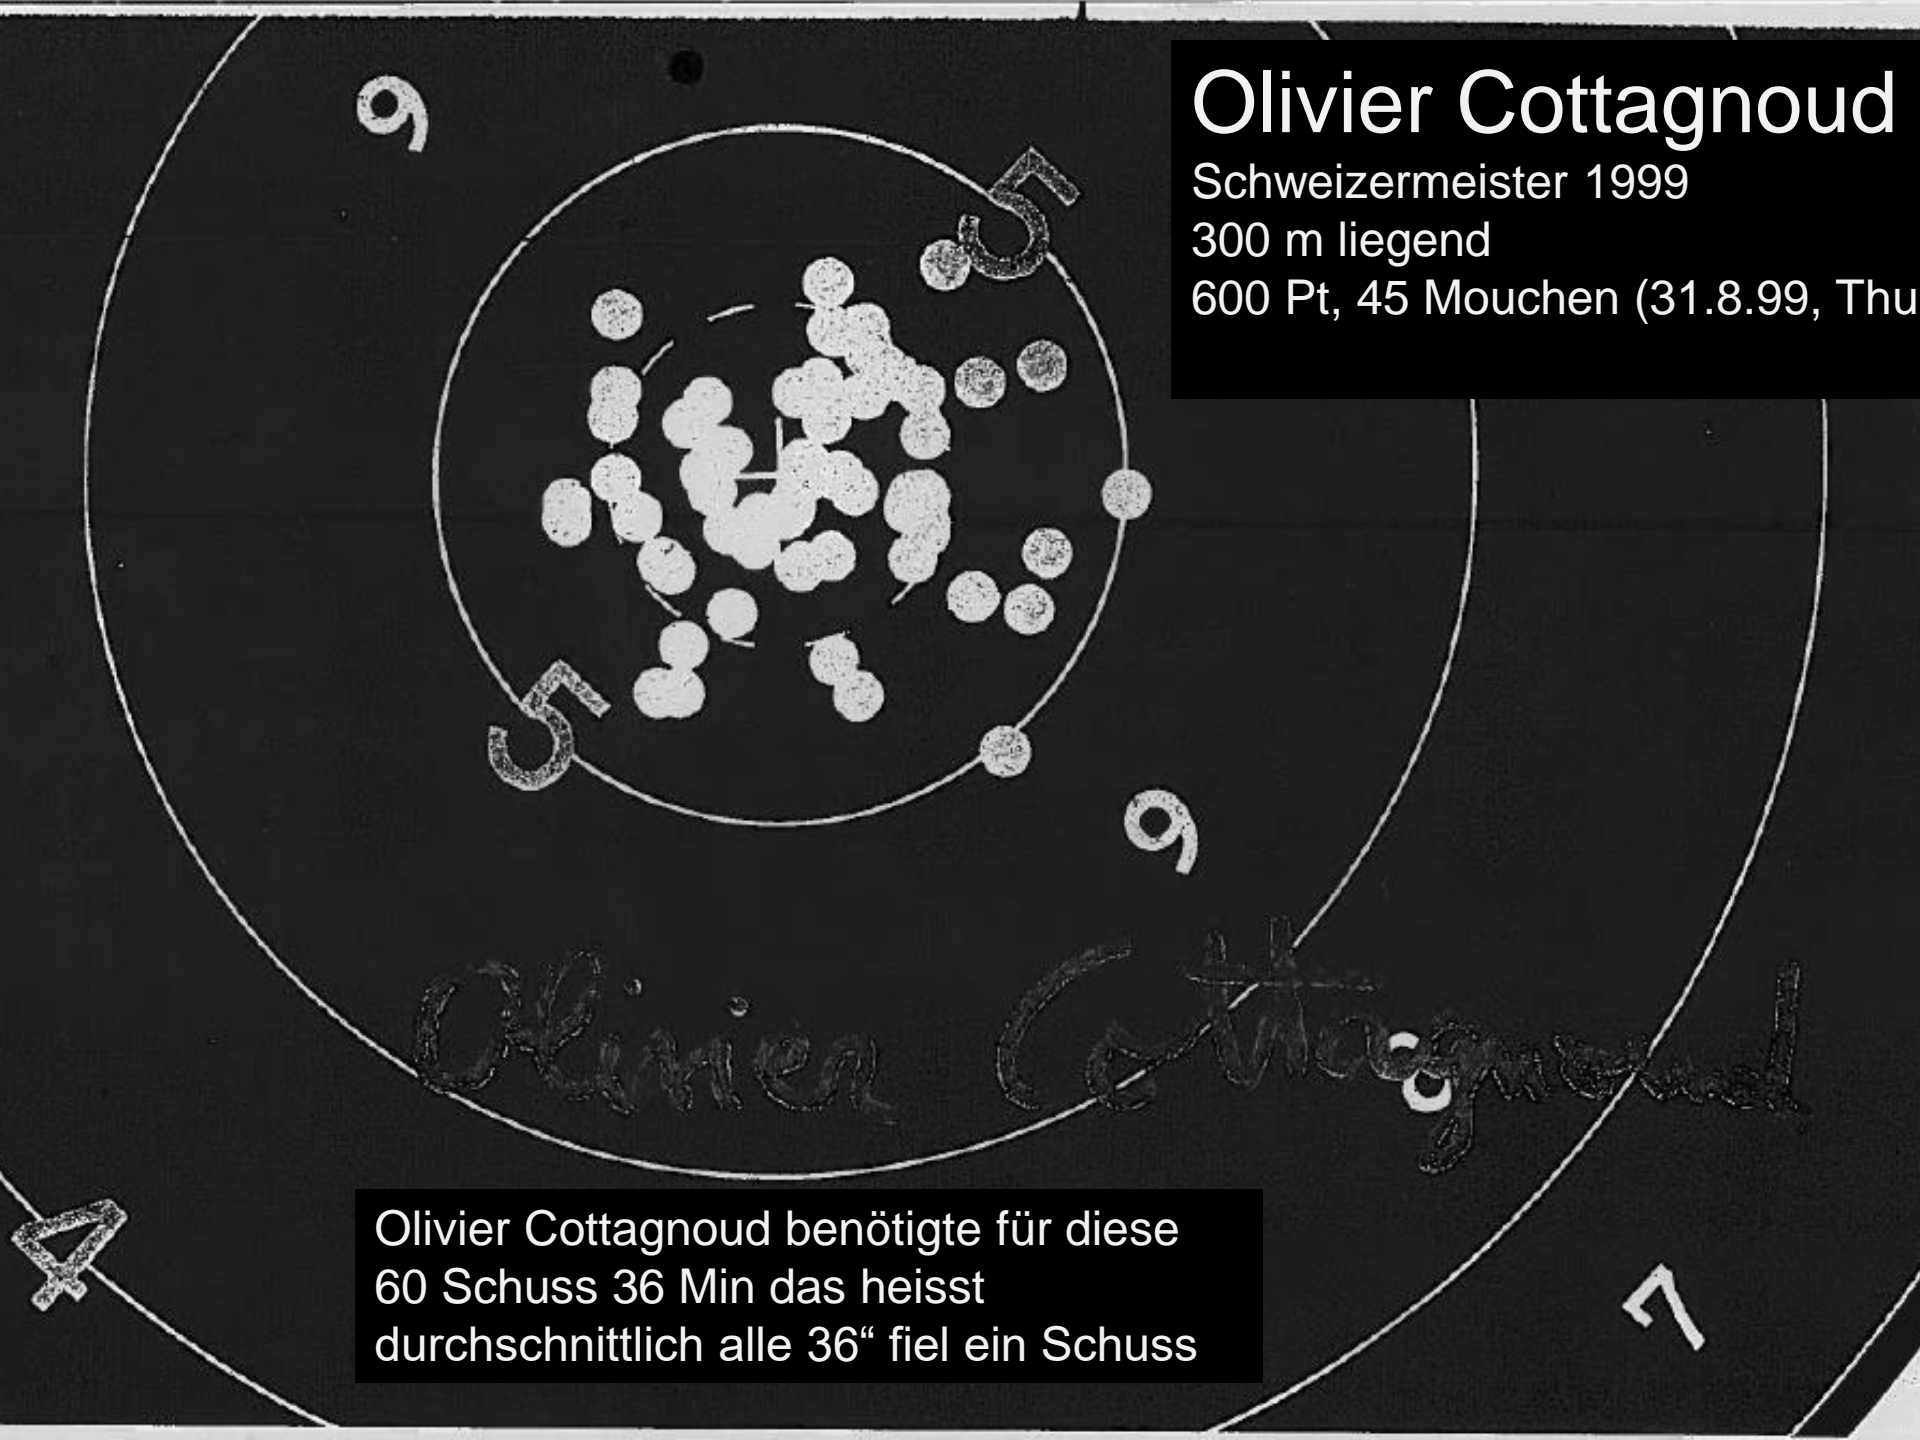 9
5
Olivier Cottagnoud
Schweizermeister 1999
300 m liegend
600 Pt, 45 Mouchen (31.8.99, Thu
5
9
Olivier Cottagnoud
8
4
7
Olivier Cottagnoud benötigte für diese
60 Schuss 36 Min das heisst
durchschnittlich alle 36“ fiel ein Schuss